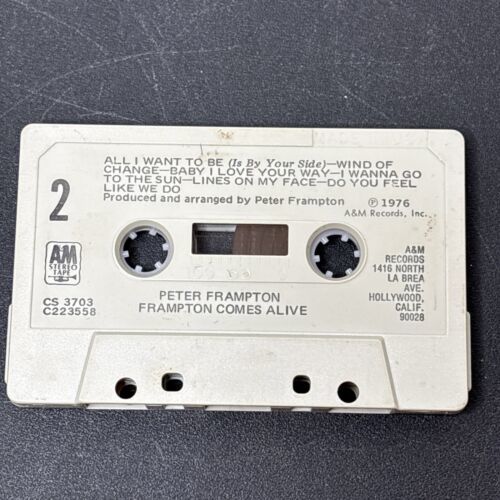 ALL I WANT TO BE (Is By Your Side)—WIND OF
CHANGE—BABY I LOVE YOUR WAY—I WANNA GO
TO THE SUN—LINES ON MY FACE—DO YOU FEEL
LIKE WE DO
Produced and arranged by Peter Frampton
℗ 1976
A&M Records, Inc.
2
A&M
STEREO
TAPE
CS 3703
C223558
PETER FRAMPTON
FRAMPTON COMES ALIVE
A&M
RECORDS
1416 NORTH
LA BREA
AVE.
HOLLYWOOD,
CALIF.
90028